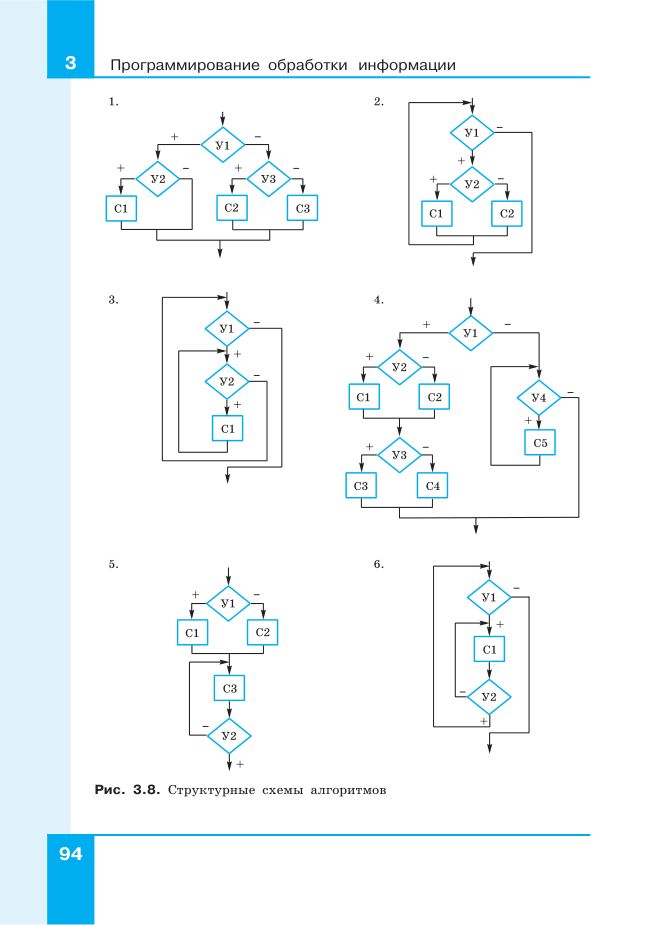 3
Программирование обработки информации
1.
+ У1 –
+ У2 – + У3 –
С1 С2 С3
2.
У1 –
+
+ У2 –
С1 С2
3.
У1 –
+
У2 –
+
С1
4.
+ У1 –
+ У2 –
С1 С2
У4 –
+
С5
+ У3 –
С3 С4
5.
+ У1 –
С1 С2
С3
– У2
+
6.
У1 –
+
С1
– У2
+
Рис. 3.8. Структурные схемы алгоритмов
94